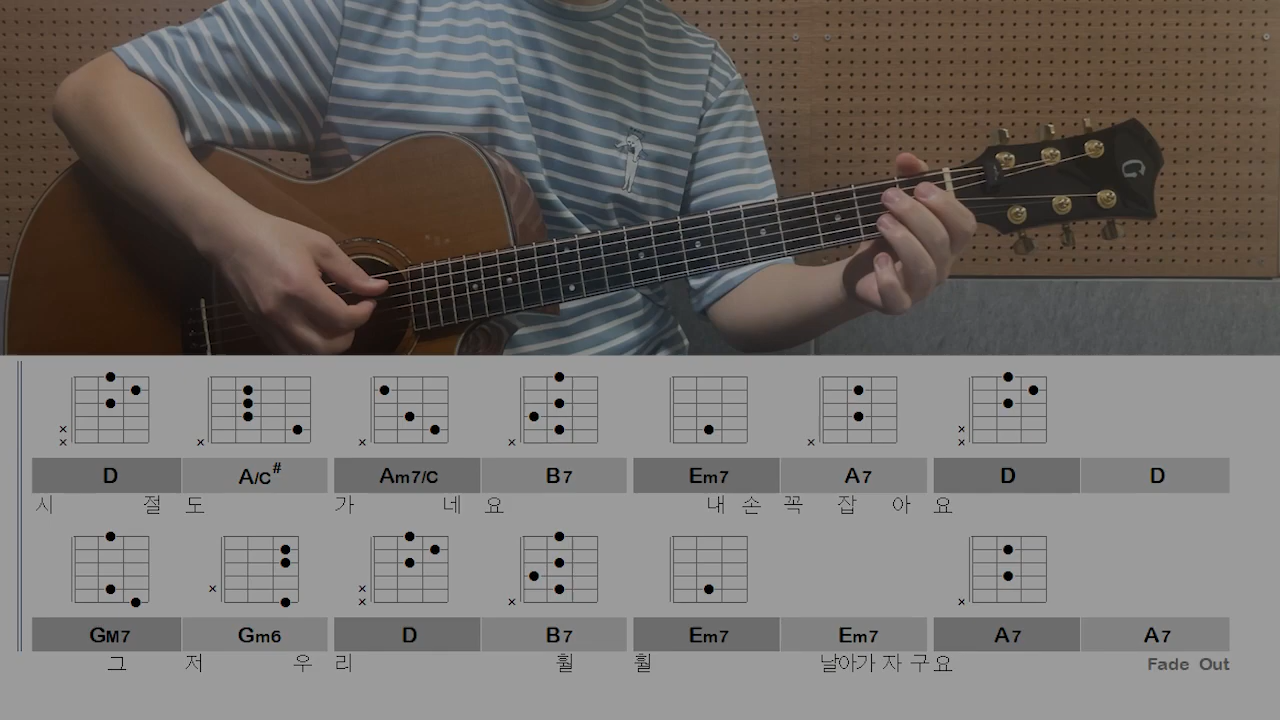 D A/C# Am7/C B7 Em7 A7 D D
시 절 도 가 네 요 내 손 꼭 잡 아 요
GM7 Gm6 D B7 Em7 Em7 A7 A7
그 저 우 리 훨 훨 날아가 자 구 요 Fade Out